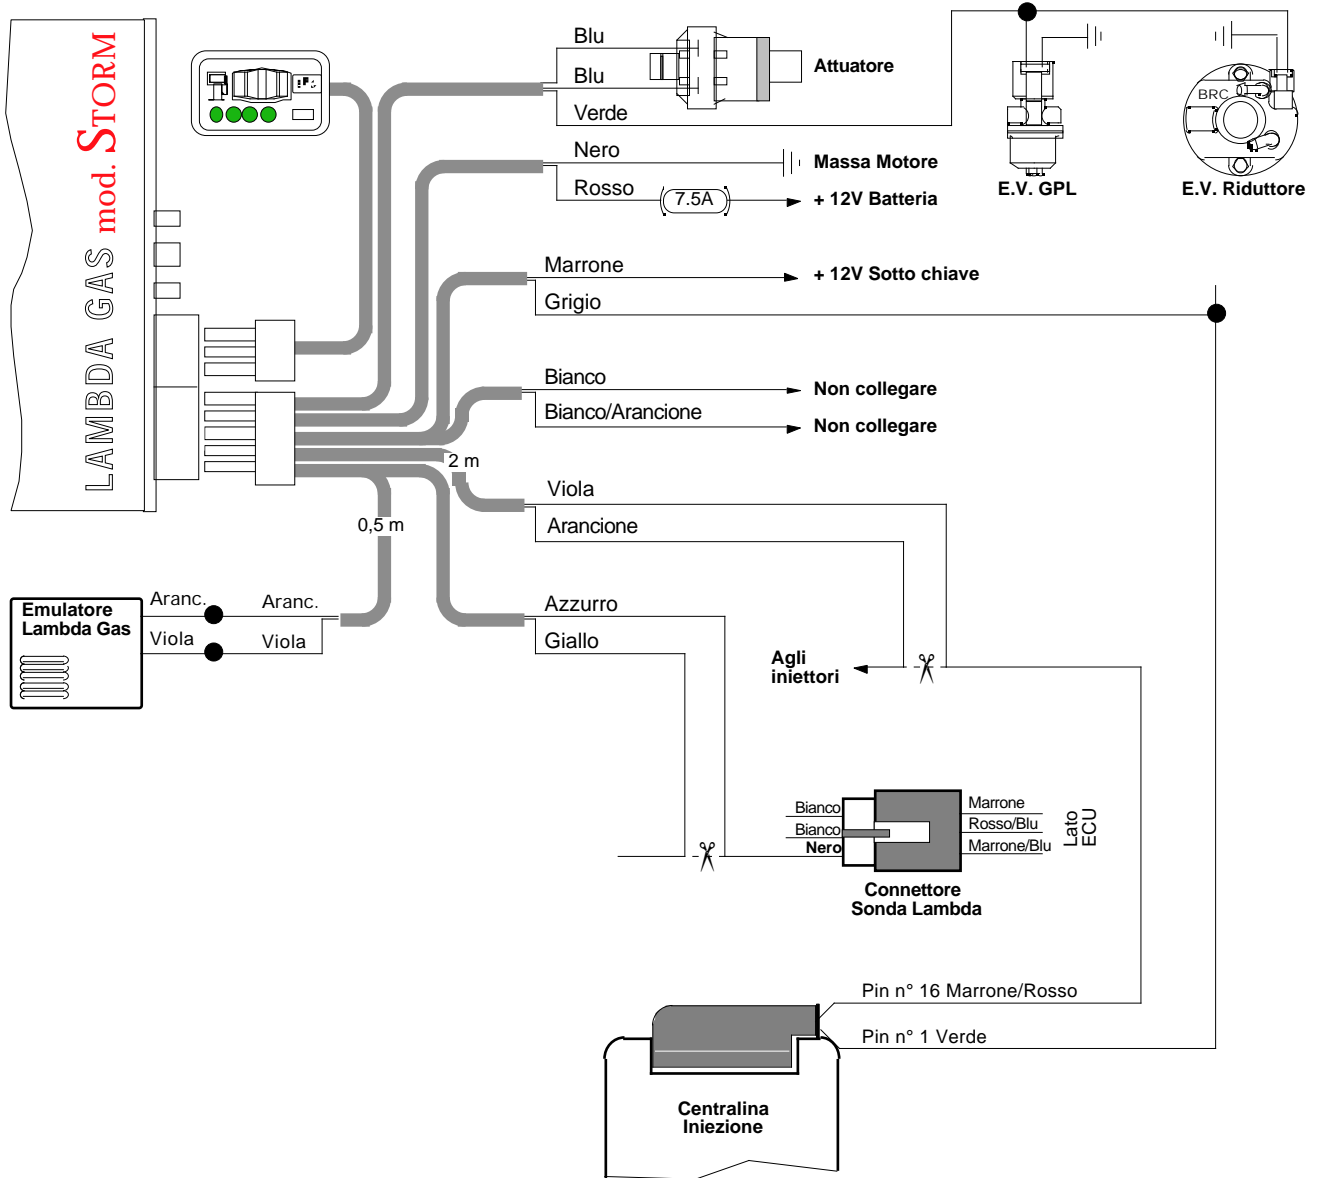 LAMBDA GAS mod. STORM
Blu
Blu
Verde
Attuatore
Nero
Massa Motore
Rosso
7.5A
+ 12V Batteria
E.V. GPL
BRC
E.V. Riduttore
Marrone
+ 12V Sotto chiave
Grigio
Bianco
Non collegare
Bianco/Arancione
Non collegare
2 m
Viola
Arancione
0,5 m
Emulatore
Lambda Gas
Aranc.
Aranc.
Viola
Viola
Azzurro
Giallo
Agli
iniettori
Bianco
Bianco
Nero
Marrone
Rosso/Blu
Marrone/Blu
Lato
ECU
Connettore
Sonda Lambda
Pin n° 16 Marrone/Rosso
Pin n° 1 Verde
Centralina
Iniezione